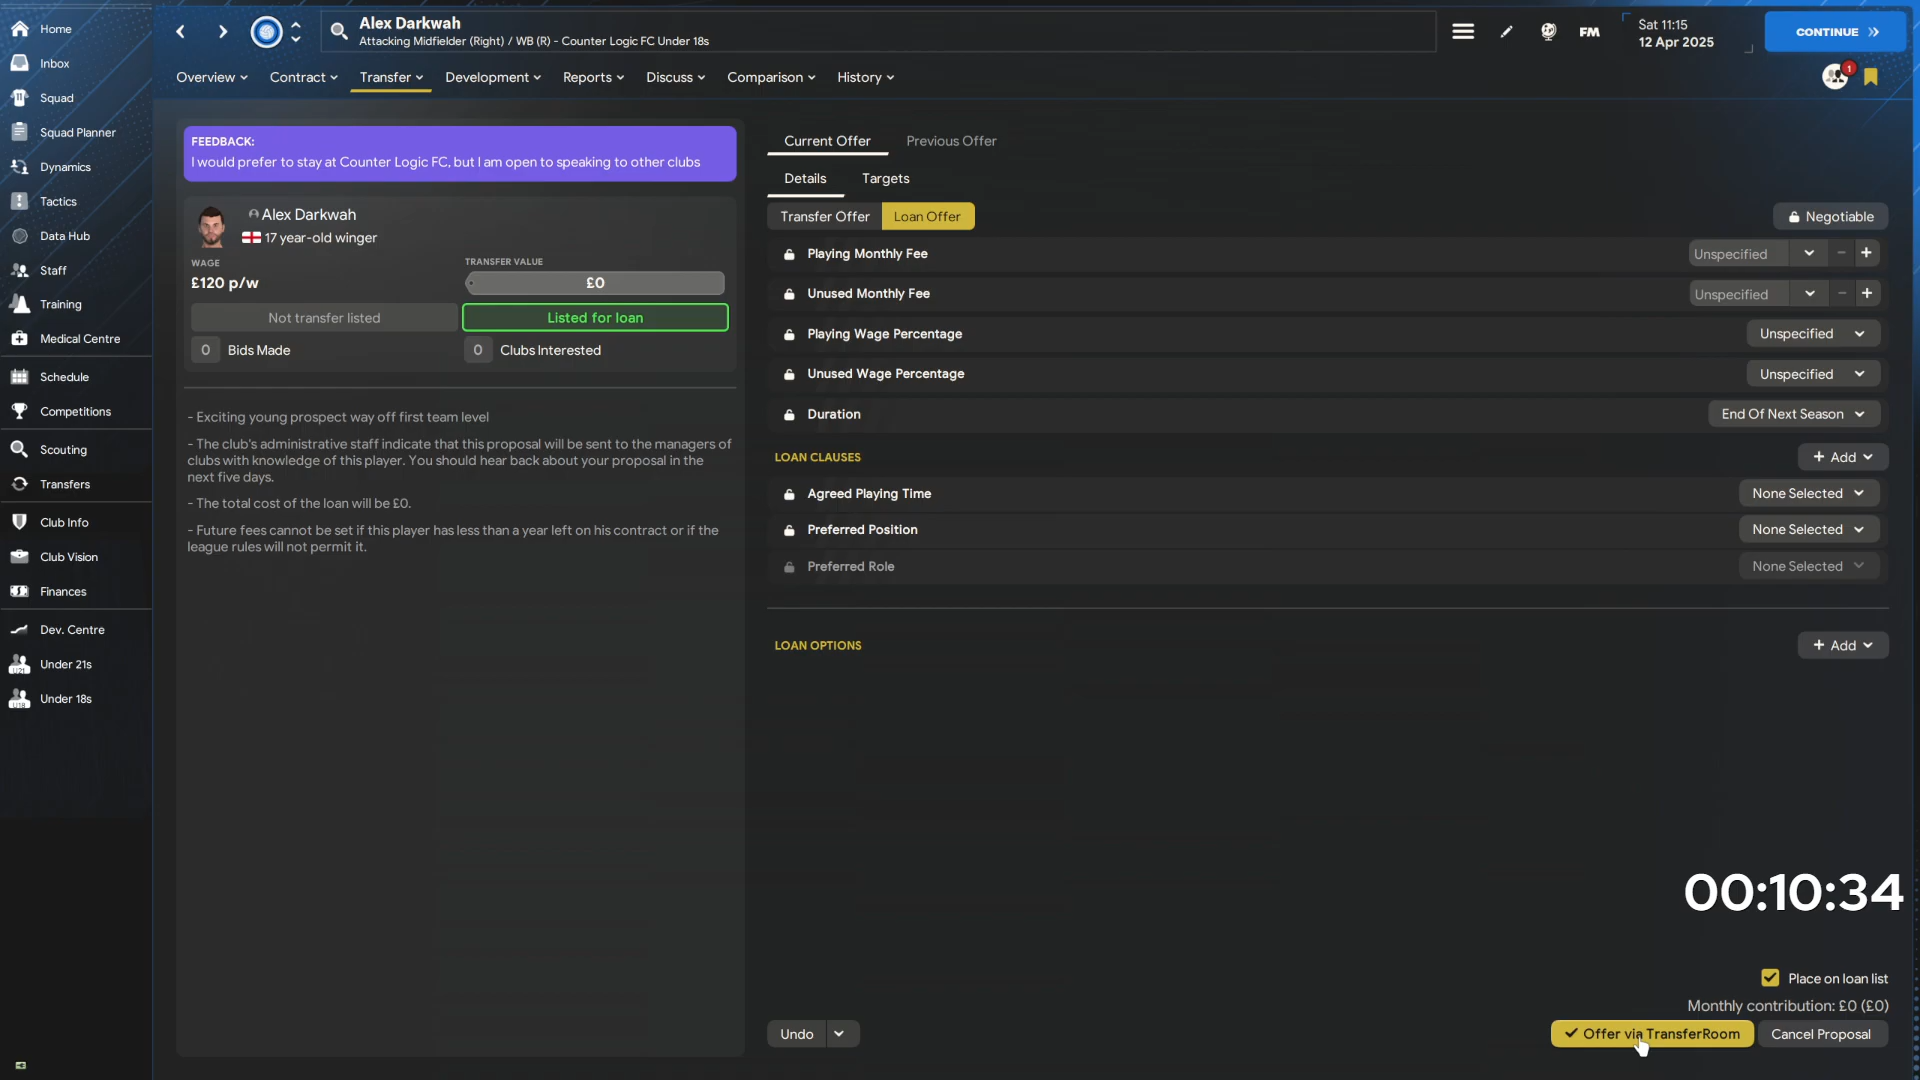 Home
Inbox
Squad
Squad Planner
Dynamics
Tactics
Data Hub
Staff
Training
Medical Centre
Schedule
Competitions
Scouting
Transfers
Club Info
Club Vision
Finances
Dev. Centre
Under 21s
Under 18s
Alex Darkwah
Attacking Midfielder (Right) / WB (R) - Counter Logic FC Under 18s
FM
Sat 11:15
12 Apr 2025
CONTINUE
Overview
Contract
Transfer
Development
Reports
Discuss
Comparison
History
1
FEEDBACK:
I would prefer to stay at Counter Logic FC, but I am open to speaking to other clubs
Alex Darkwah
17 year-old winger
WAGE
£120 p/w
TRANSFER VALUE
£0
Not transfer listed
Listed for loan
0 Bids Made
0 Clubs Interested
- Exciting young prospect way off first team level
- The club's administrative staff indicate that this proposal will be sent to the managers of
clubs with knowledge of this player. You should hear back about your proposal in the
next five days.
- The total cost of the loan will be £0.
- Future fees cannot be set if this player has less than a year left on his contract or if the
league rules will not permit it.
Current Offer
Previous Offer
Details
Targets
Transfer Offer
Loan Offer
Negotiable
Playing Monthly Fee
Unspecified
Unused Monthly Fee
Unspecified
Playing Wage Percentage
Unspecified
Unused Wage Percentage
Unspecified
Duration
End Of Next Season
LOAN CLAUSES
+ Add
Agreed Playing Time
None Selected
Preferred Position
None Selected
Preferred Role
None Selected
LOAN OPTIONS
+ Add
00:10:34
Place on loan list
Monthly contribution: £0 (£0)
Undo
Offer via TransferRoom
Cancel Proposal